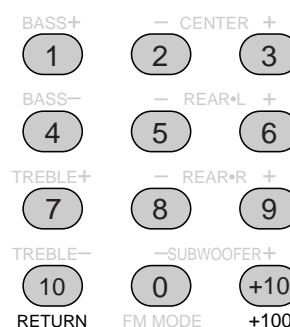 BASS+ − CENTER +
1 2 3
BASS− − REAR•L +
4 5 6
TREBLE+ − REAR•R +
7 8 9
TREBLE− −SUBWOOFER+
10 0 +10
RETURN FM MODE +100